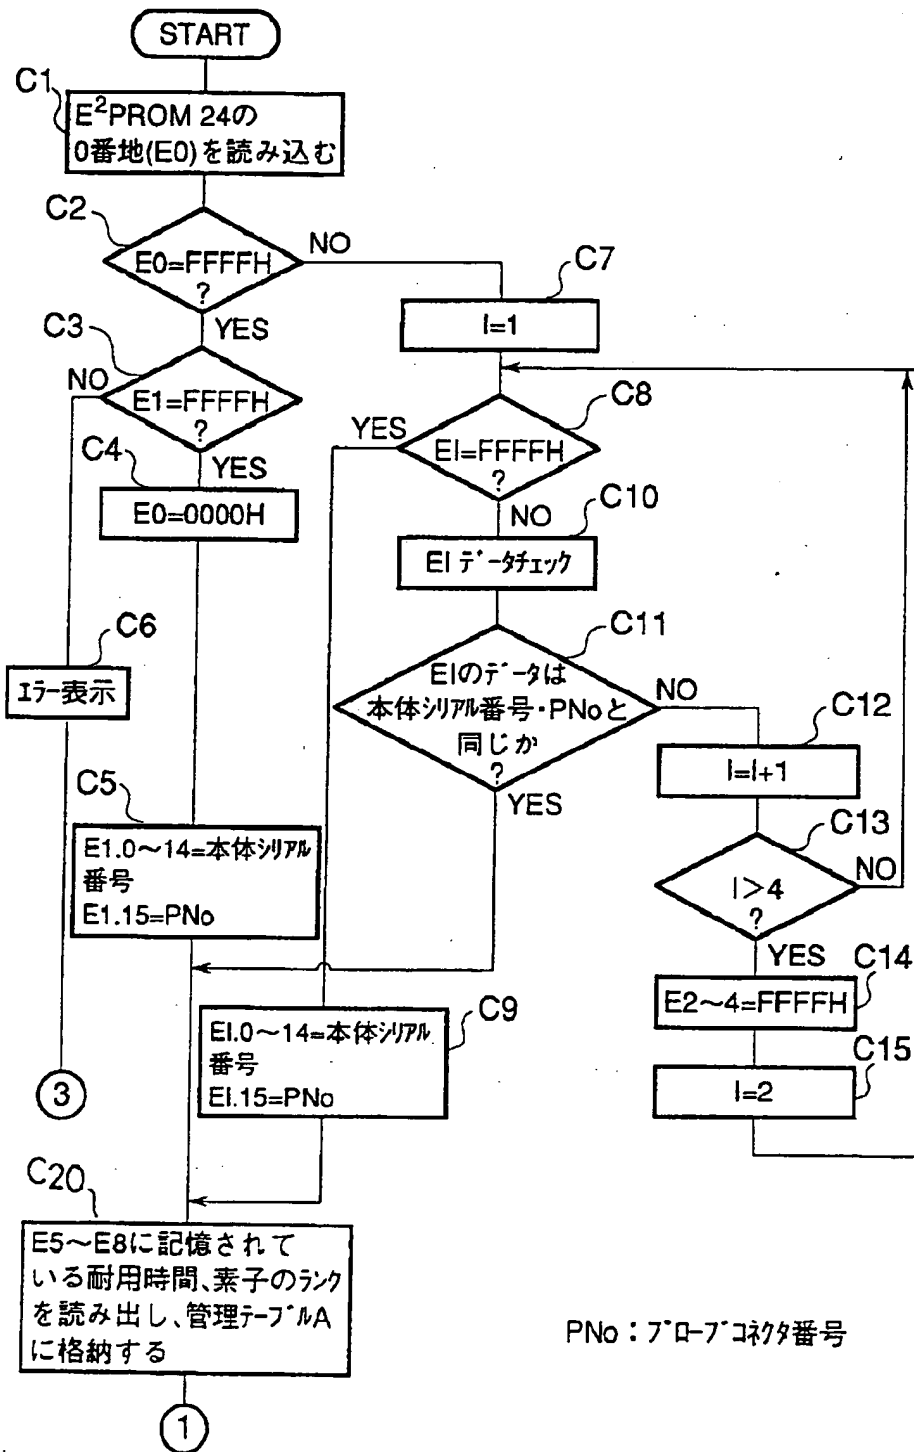 START
C1
E²PROM 24の
0番地(E0)を読み込む
C2
E0=FFFFH
?
NO
YES
C7
I=1
C3
NO
E1=FFFFH
?
YES
C8
YES
EI=FFFFH
?
NO
C4
E0=0000H
C10
EI データチェック
C6
エラー表示
C11
EIのデータは
本体シリアル番号・PNoと
同じか
?
NO
YES
C12
I=I+1
C5
E1.0～14=本体シリアル
番号
E1.15=PNo
C13
I>4
?
NO
YES
C14
E2～4=FFFFH
C9
EI.0～14=本体シリアル
番号
EI.15=PNo
C15
I=2
3
C20
E5～E8に記憶されて
いる耐用時間、素子のランク
を読み出し、管理テーブルA
に格納する
PNo：プローブコネクタ番号
1